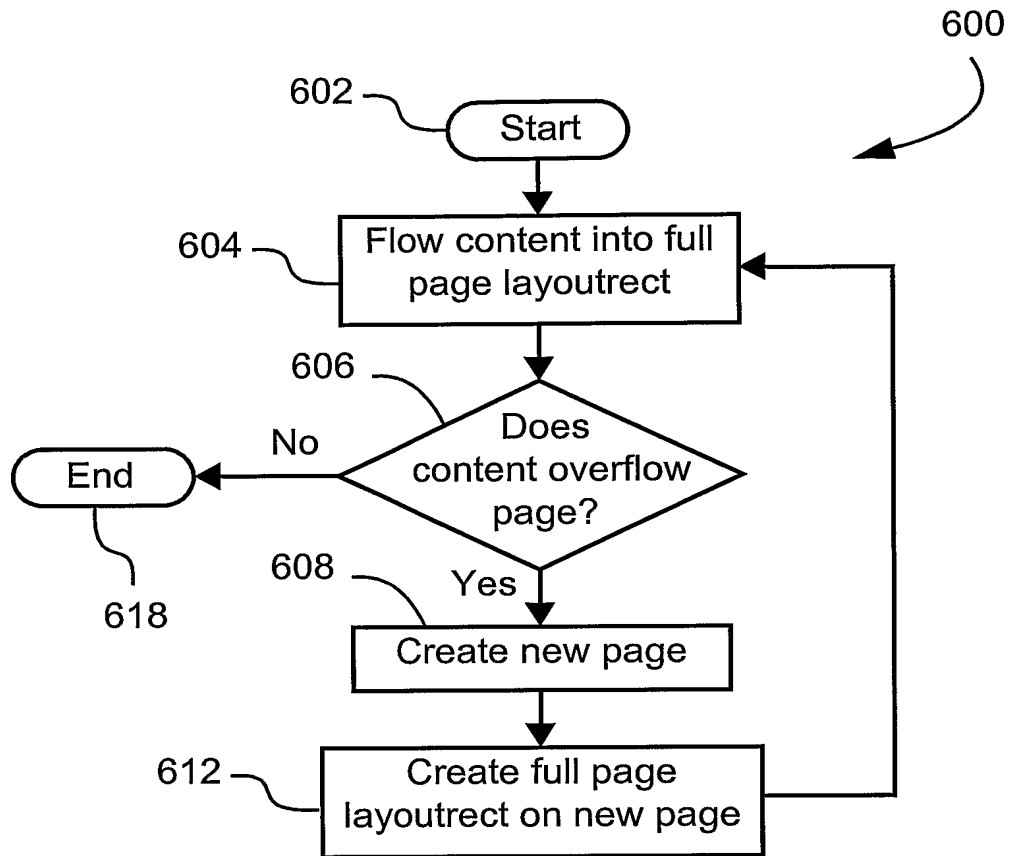 600
602
Start
604
Flow content into full
page layoutrect
606
Does
content overflow
page?
No
End
618
608
Yes
Create new page
612
Create full page
layoutrect on new page